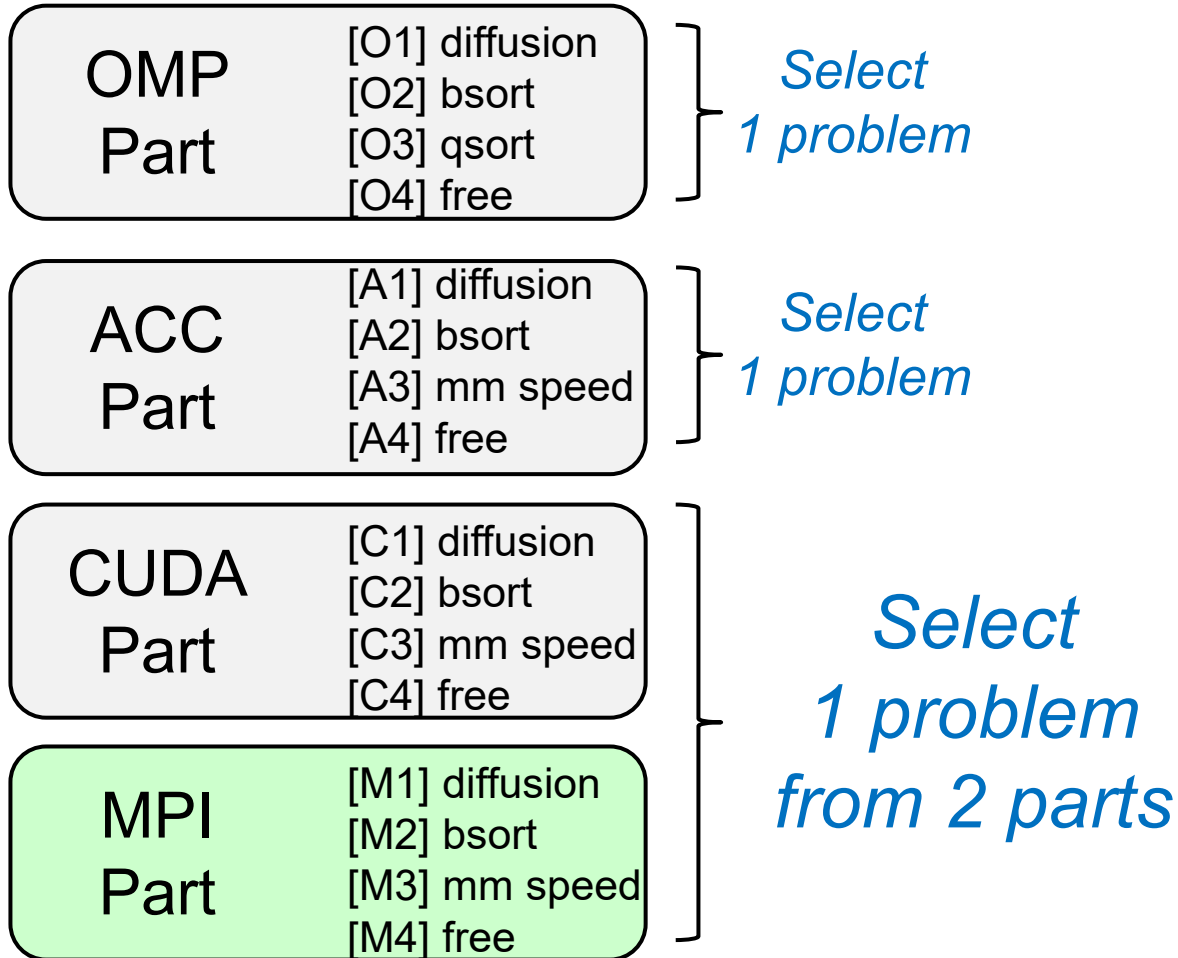 OMP
Part
[O1] diffusion
[O2] bsort
[O3] qsort
[O4] free
Select
1 problem
ACC
Part
[A1] diffusion
[A2] bsort
[A3] mm speed
[A4] free
Select
1 problem
CUDA
Part
[C1] diffusion
[C2] bsort
[C3] mm speed
[C4] free
MPI
Part
[M1] diffusion
[M2] bsort
[M3] mm speed
[M4] free
Select
1 problem
from 2 parts